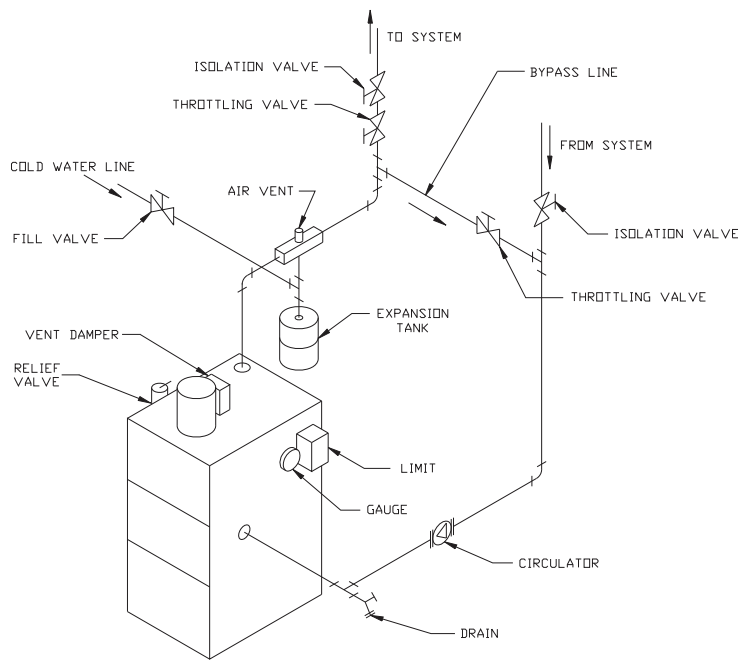 TO SYSTEM
ISOLATION VALVE
BYPASS LINE
THROTTLING VALVE
FROM SYSTEM
COLD WATER LINE
AIR VENT
FILL VALVE
ISOLATION VALVE
THROTTLING VALVE
EXPANSION
TANK
VENT DAMPER
RELIEF
VALVE
LIMIT
GAUGE
CIRCULATOR
DRAIN